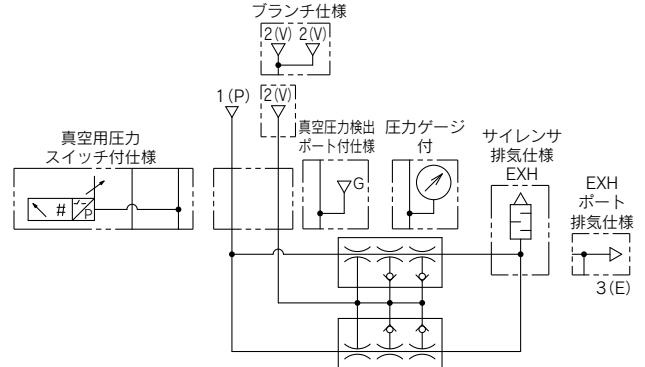 ブランチ仕様
2(V) 2(V)
1(P)
2(V)
真空用圧力
スイッチ付仕様
真空圧力検出
ポート付仕様
圧力ゲージ
付
サイレンサ
排気仕様
EXH
EXH
ポート
排気仕様
G
#
P
3(E)